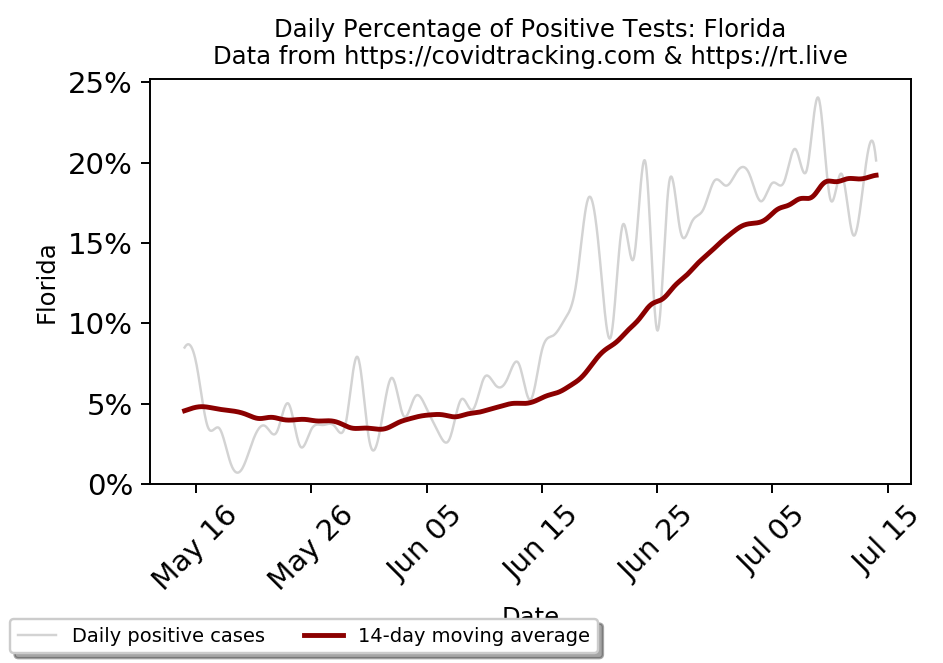 Daily Percentage of Positive Tests: Florida
Data from https://covidtracking.com & https://rt.live
25%
20%
15%
10%
5%
0%
Florida
May 16
May 26
Jun 05
Jun 15
Jun 25
Jul 05
Jul 15
Date
Daily positive cases
14-day moving average